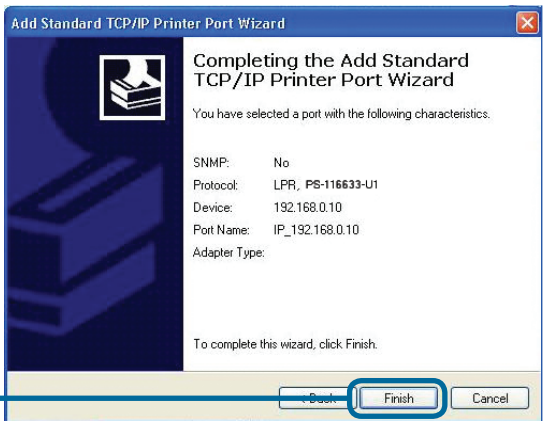 Add Standard TCP/IP Printer Port Wizard
Completing the Add Standard
TCP/IP Printer Port Wizard
You have selected a port with the following characteristics.
SNMP: No
Protocol: LPR, PS-116633-U1
Device: 192.168.0.10
Port Name: IP_192.168.0.10
Adapter Type:
To complete this wizard, click Finish.
< Back Finish Cancel